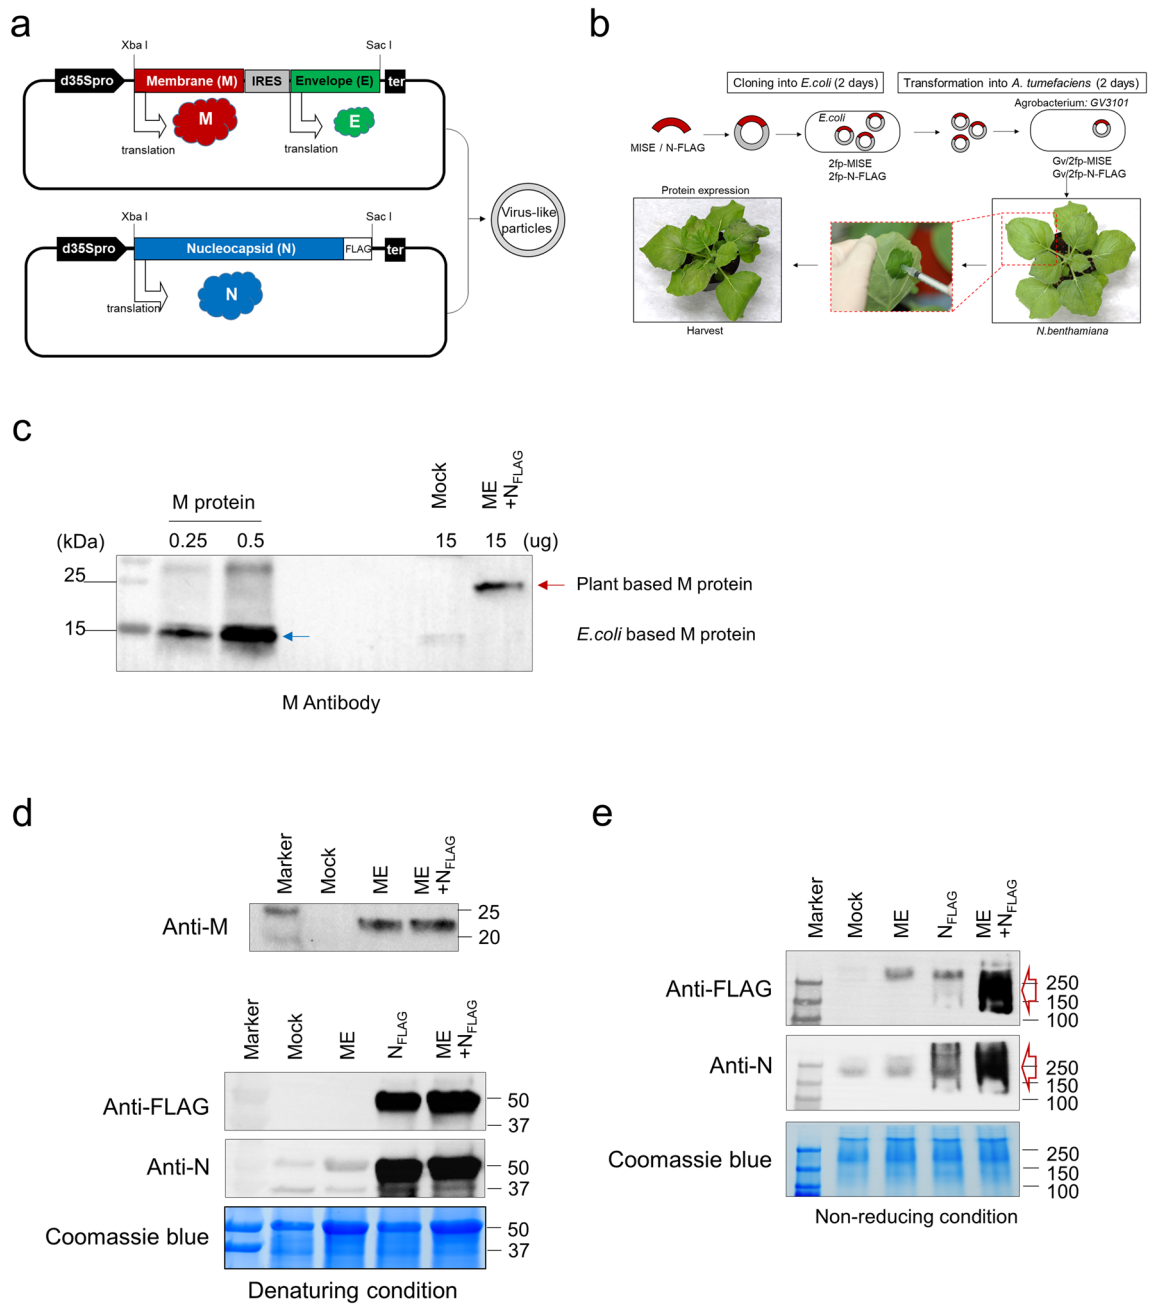 a
Xba I
Sac I
d35Spro
Membrane (M)
IRES
Envelope (E)
ter
M
E
translation
translation
Xba I
Sac I
d35Spro
Nucleocapsid (N)
FLAG
ter
N
translation
Virus-like
particles
b
Cloning into E.coli (2 days)
Transformation into A. tumefaciens (2 days)
Agrobacterium: GV3101
E.coli
MISE / N-FLAG
2fp-MISE
2fp-N-FLAG
Gv/2fp-MISE
Gv/2fp-N-FLAG
Protein expression
Harvest
N.benthamiana
c
M protein
Mock
ME
+NFLAG
(kDa)
0.25
0.5
15
15
(ug)
25
15
Plant based M protein
E.coli based M protein
M Antibody
d
Marker
Mock
ME
ME
+NFLAG
Anti-M
25
20
Marker
Mock
ME
NFLAG
ME
+NFLAG
Anti-FLAG
50
37
Anti-N
50
37
Coomassie blue
50
37
Denaturing condition
e
Marker
Mock
ME
NFLAG
ME
+NFLAG
Anti-FLAG
250
150
100
Anti-N
250
150
100
Coomassie blue
250
150
100
Non-reducing condition